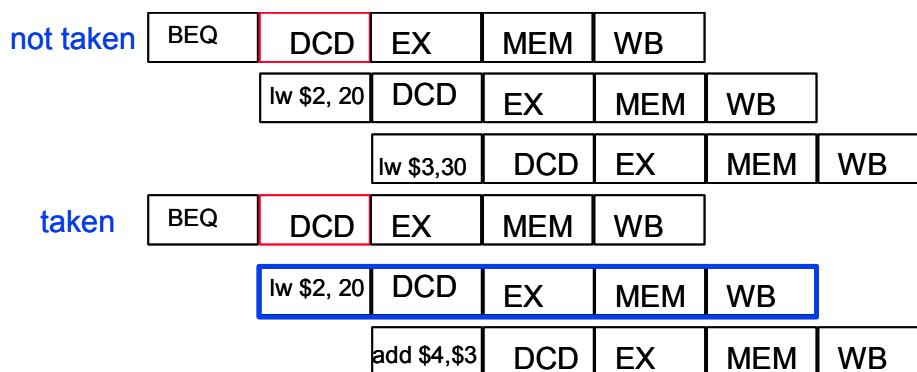 not taken BEQ DCD EX MEM WB
lw $2, 20 DCD EX MEM WB
lw $3,30 DCD EX MEM WB
taken BEQ DCD EX MEM WB
lw $2, 20 DCD EX MEM WB
add $4,$3 DCD EX MEM WB